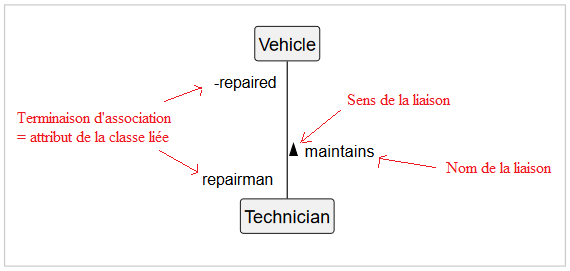 Vehicle
-repaired
Sens de la liaison
Terminaison d'association
= attribut de la classe liée
maintains
Nom de la liaison
repairman
Technician